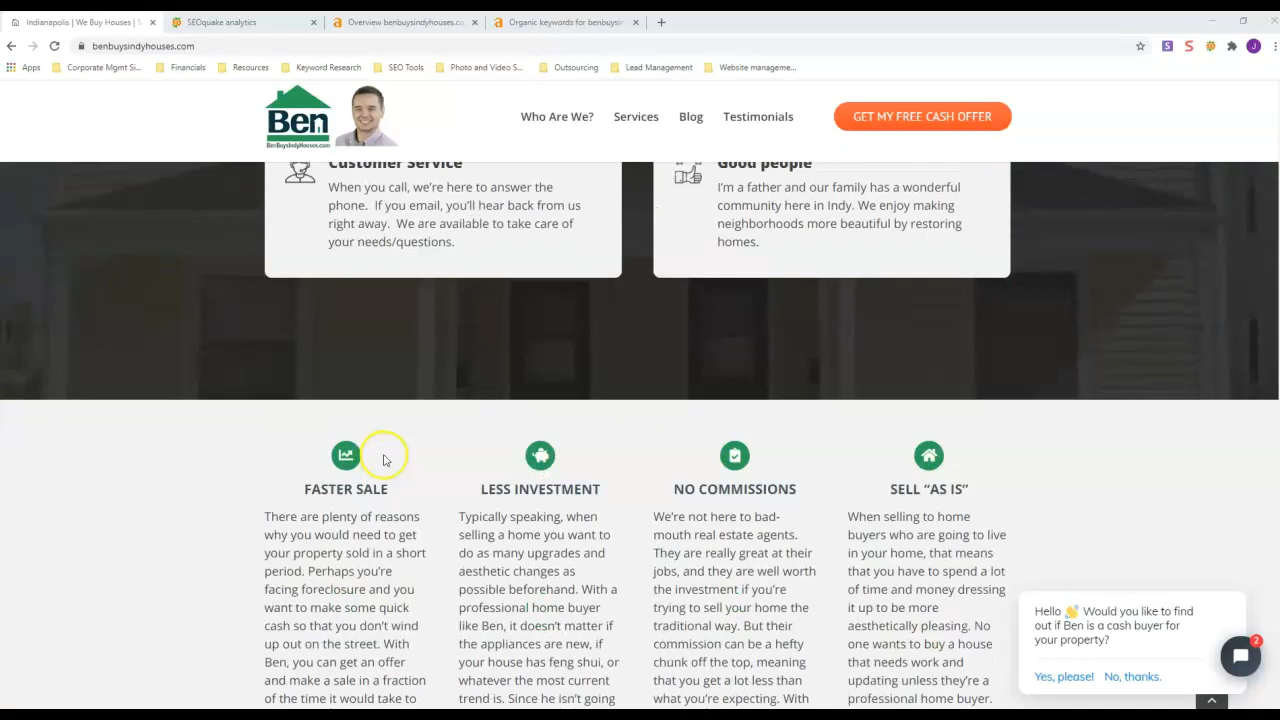 Indianapolis | We Buy Houses | S
SEOquake analytics
Overview benbuysindyhouses.co
Organic keywords for benbuysin
benbuysindyhouses.com
J
Apps
Corporate Mgmt Si...
Financials
Resources
Keyword Research
SEO Tools
Photo and Video S...
Outsourcing
Lead Management
Website manageme...
Ben
BenBuysIndyHouses.com
Who Are We?
Services
Blog
Testimonials
GET MY FREE CASH OFFER
Customer Service
When you call, we're here to answer the
phone. If you email, you'll hear back from us
right away. We are available to take care of
your needs/questions.
Good people
I'm a father and our family has a wonderful
community here in Indy. We enjoy making
neighborhoods more beautiful by restoring
homes.
FASTER SALE
There are plenty of reasons
why you would need to get
your property sold in a short
period. Perhaps you're
facing foreclosure and you
want to make some quick
cash so that you don't wind
up out on the street. With
Ben, you can get an offer
and make a sale in a fraction
of the time it would take to
LESS INVESTMENT
Typically speaking, when
selling a home you want to
do as many upgrades and
aesthetic changes as
possible beforehand. With a
professional home buyer
like Ben, it doesn't matter if
the appliances are new, if
your house has feng shui, or
whatever the most current
trend is. Since he isn't going
NO COMMISSIONS
We're not here to bad-
mouth real estate agents.
They are really great at their
jobs, and they are well worth
the investment if you're
trying to sell your home the
traditional way. But their
commission can be a hefty
chunk off the top, meaning
that you get a lot less than
what you're expecting. With
SELL “AS IS”
When selling to home
buyers who are going to live
in your home, that means
that you have to spend a lot
of time and money dressing
it up to be more
aesthetically pleasing. No
one wants to buy a house
that needs work and
updating unless they're a
professional home buyer.
Hello 👋 Would you like to find
out if Ben is a cash buyer for
your property?
Yes, please! No, thanks.
2